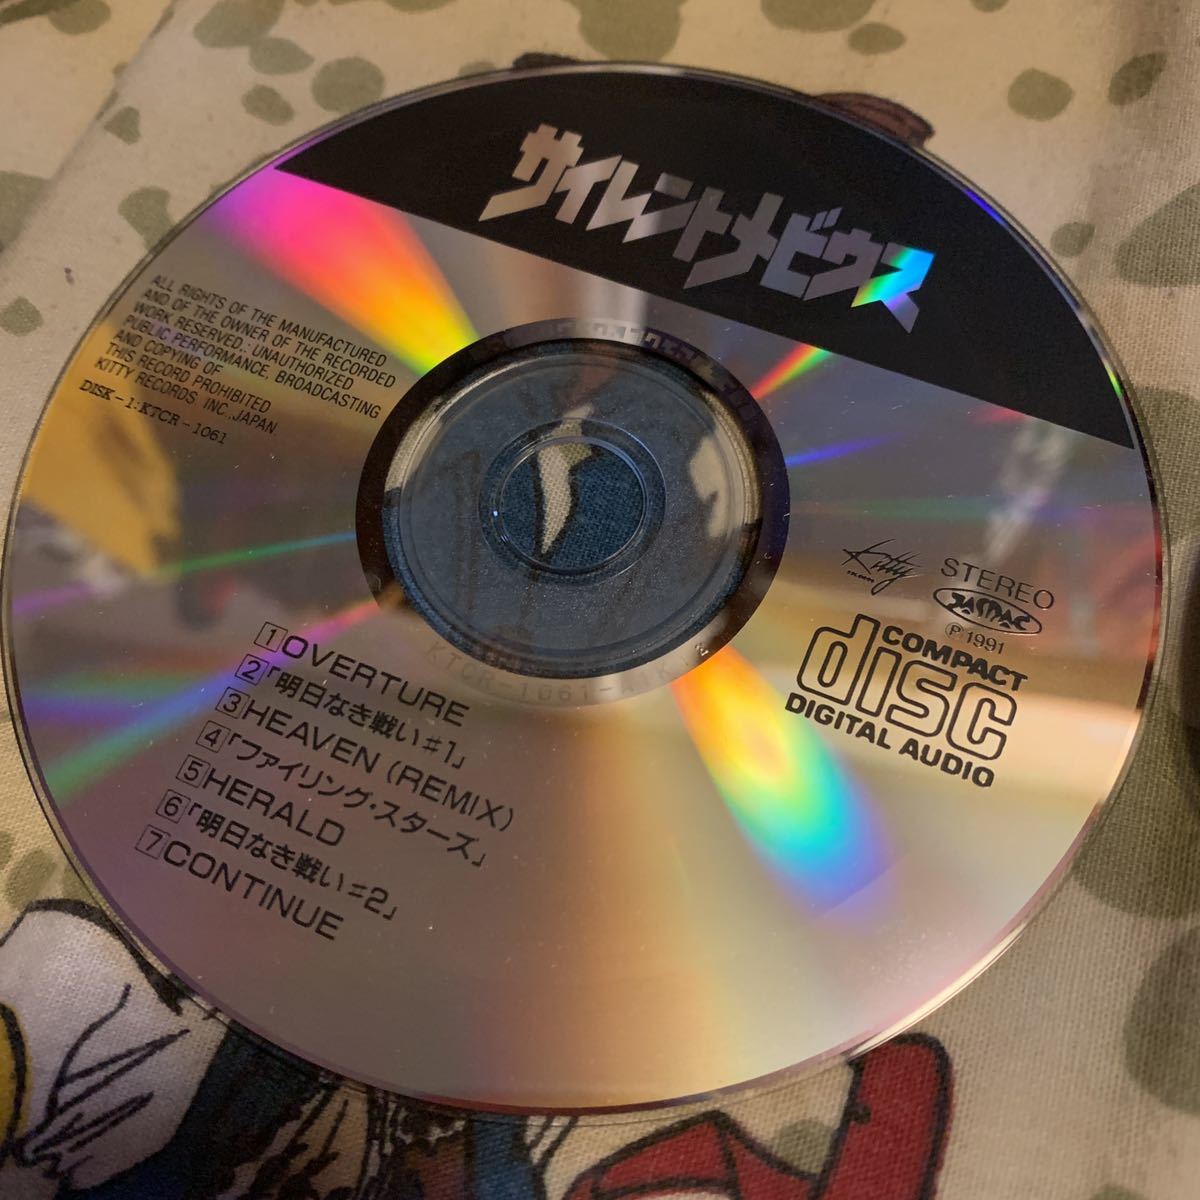 サイレントメビウス
ALL RIGHTS OF THE MANUFACTURED
AND OF THE OWNER OF THE RECORDED
WORK RESERVED: UNAUTHORIZED
PUBLIC PERFORMANCE, BROADCASTING
AND COPYING OF
THIS RECORD PROHIBITED
KITTY RECORDS INC., JAPAN.
DISK-1:KTCR-1061
Kitty
STEREO
JASRAC
Ⓟ 1991
COMPACT
disc
DIGITAL AUDIO
1 OVERTURE
2 「明日なき戦い♯1」
3 HEAVEN (REMIX)
4 「ファイリング・スターズ」
5 HERALD
6 「明日なき戦い♯2」
7 CONTINUE